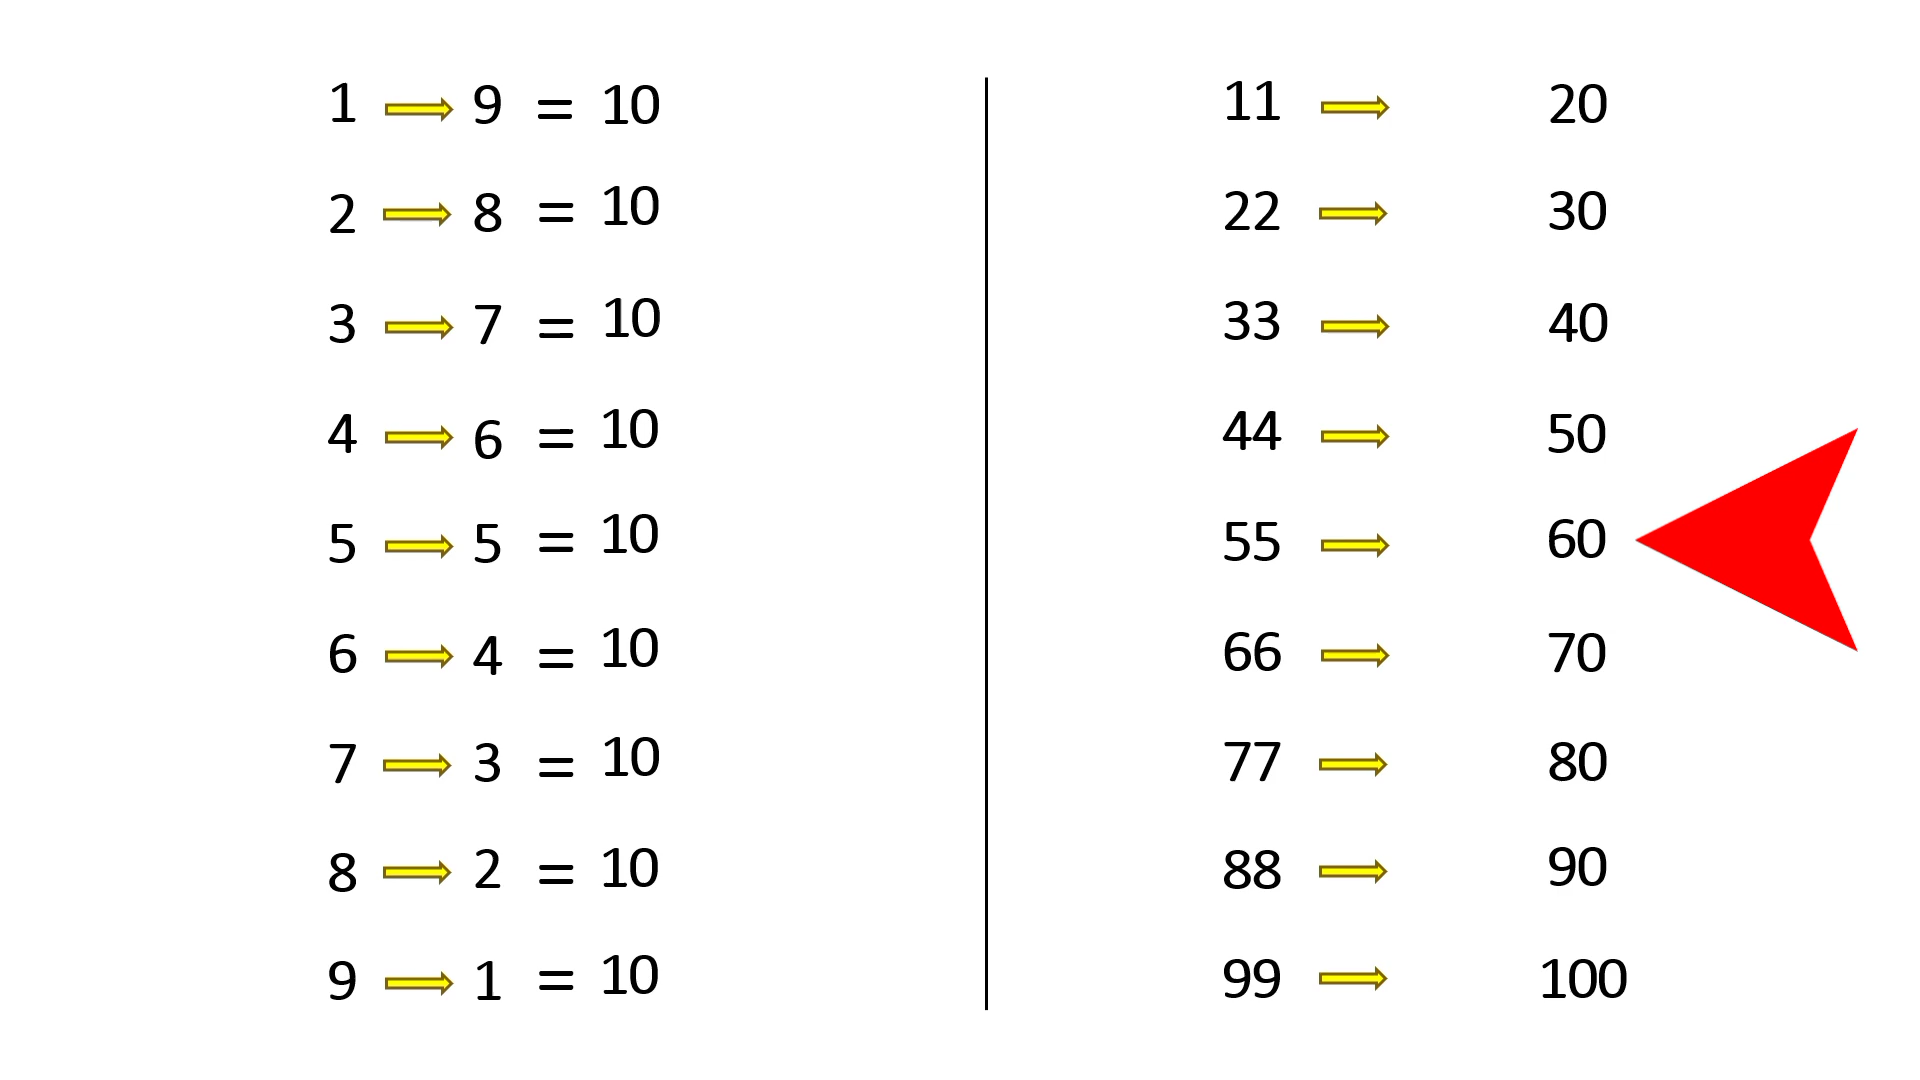 1 → 9 = 10
2 → 8 = 10
3 → 7 = 10
4 → 6 = 10
5 → 5 = 10
6 → 4 = 10
7 → 3 = 10
8 → 2 = 10
9 → 1 = 10
11 → 20
22 → 30
33 → 40
44 → 50
55 → 60
66 → 70
77 → 80
88 → 90
99 → 100